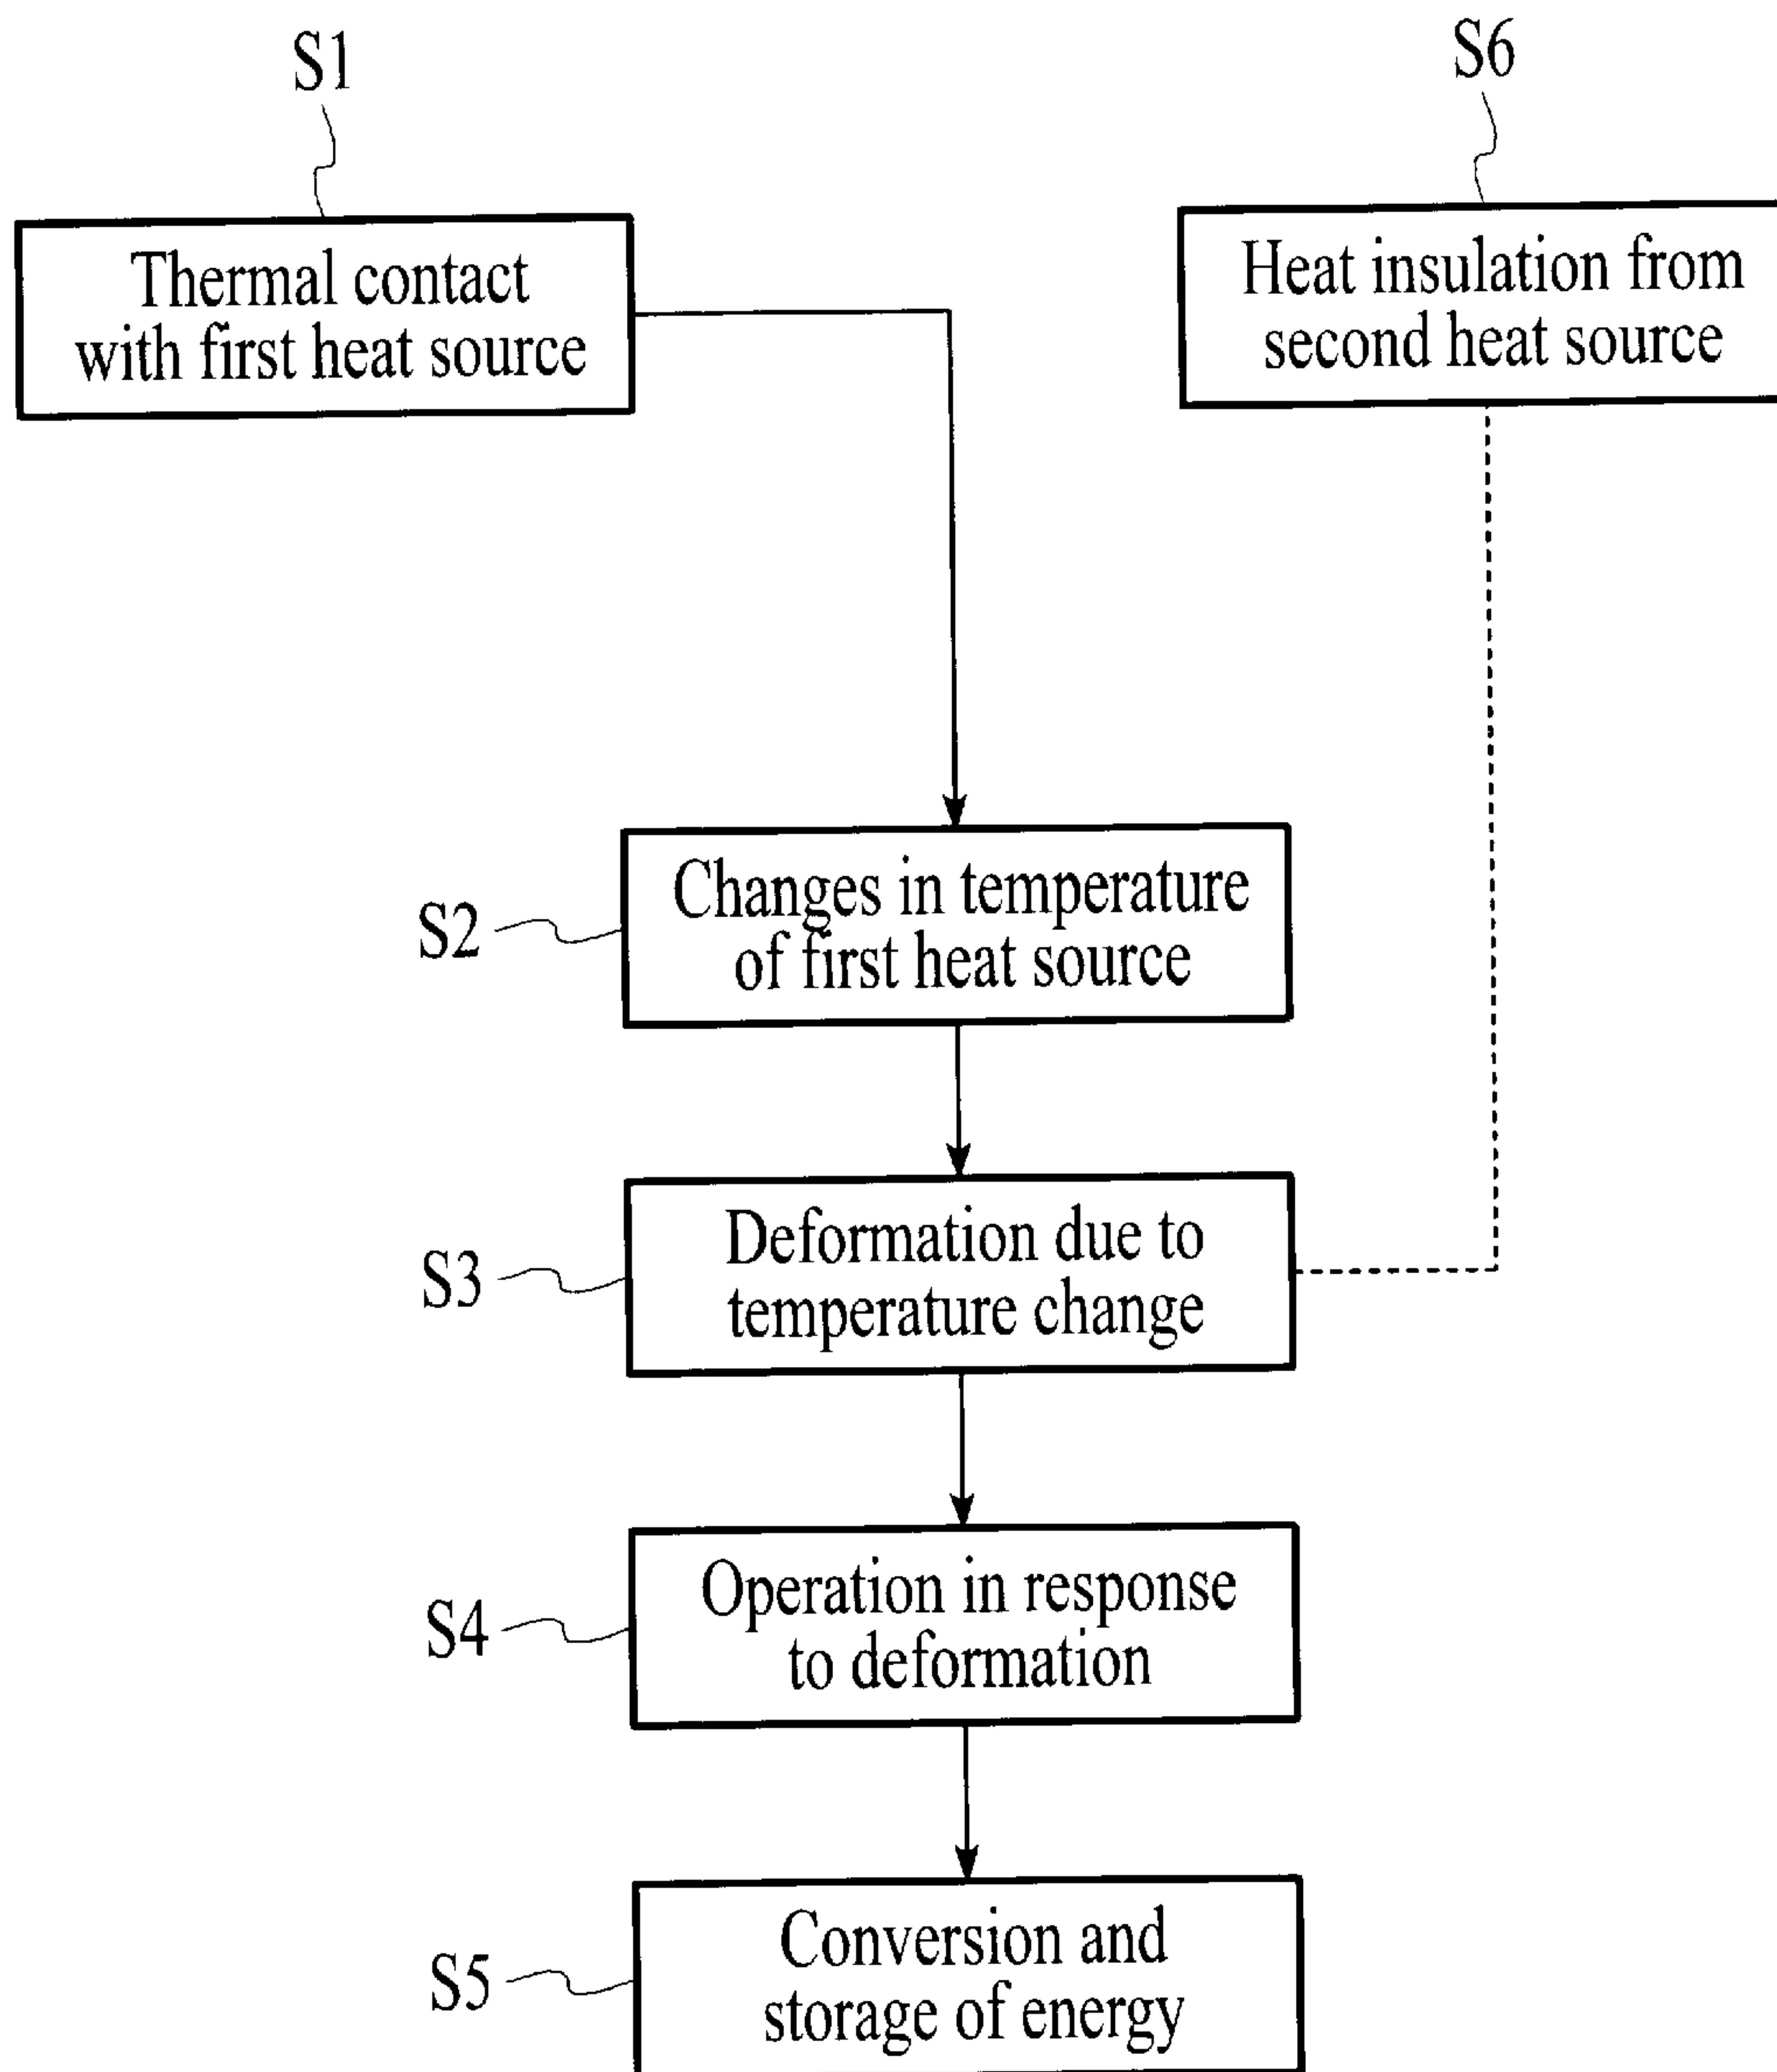 S1
S6
Thermal contact
with first heat source
Heat insulation from
second heat source
S2
Changes in temperature
of first heat source
S3
Deformation due to
temperature change
S4
Operation in response
to deformation
S5
Conversion and
storage of energy